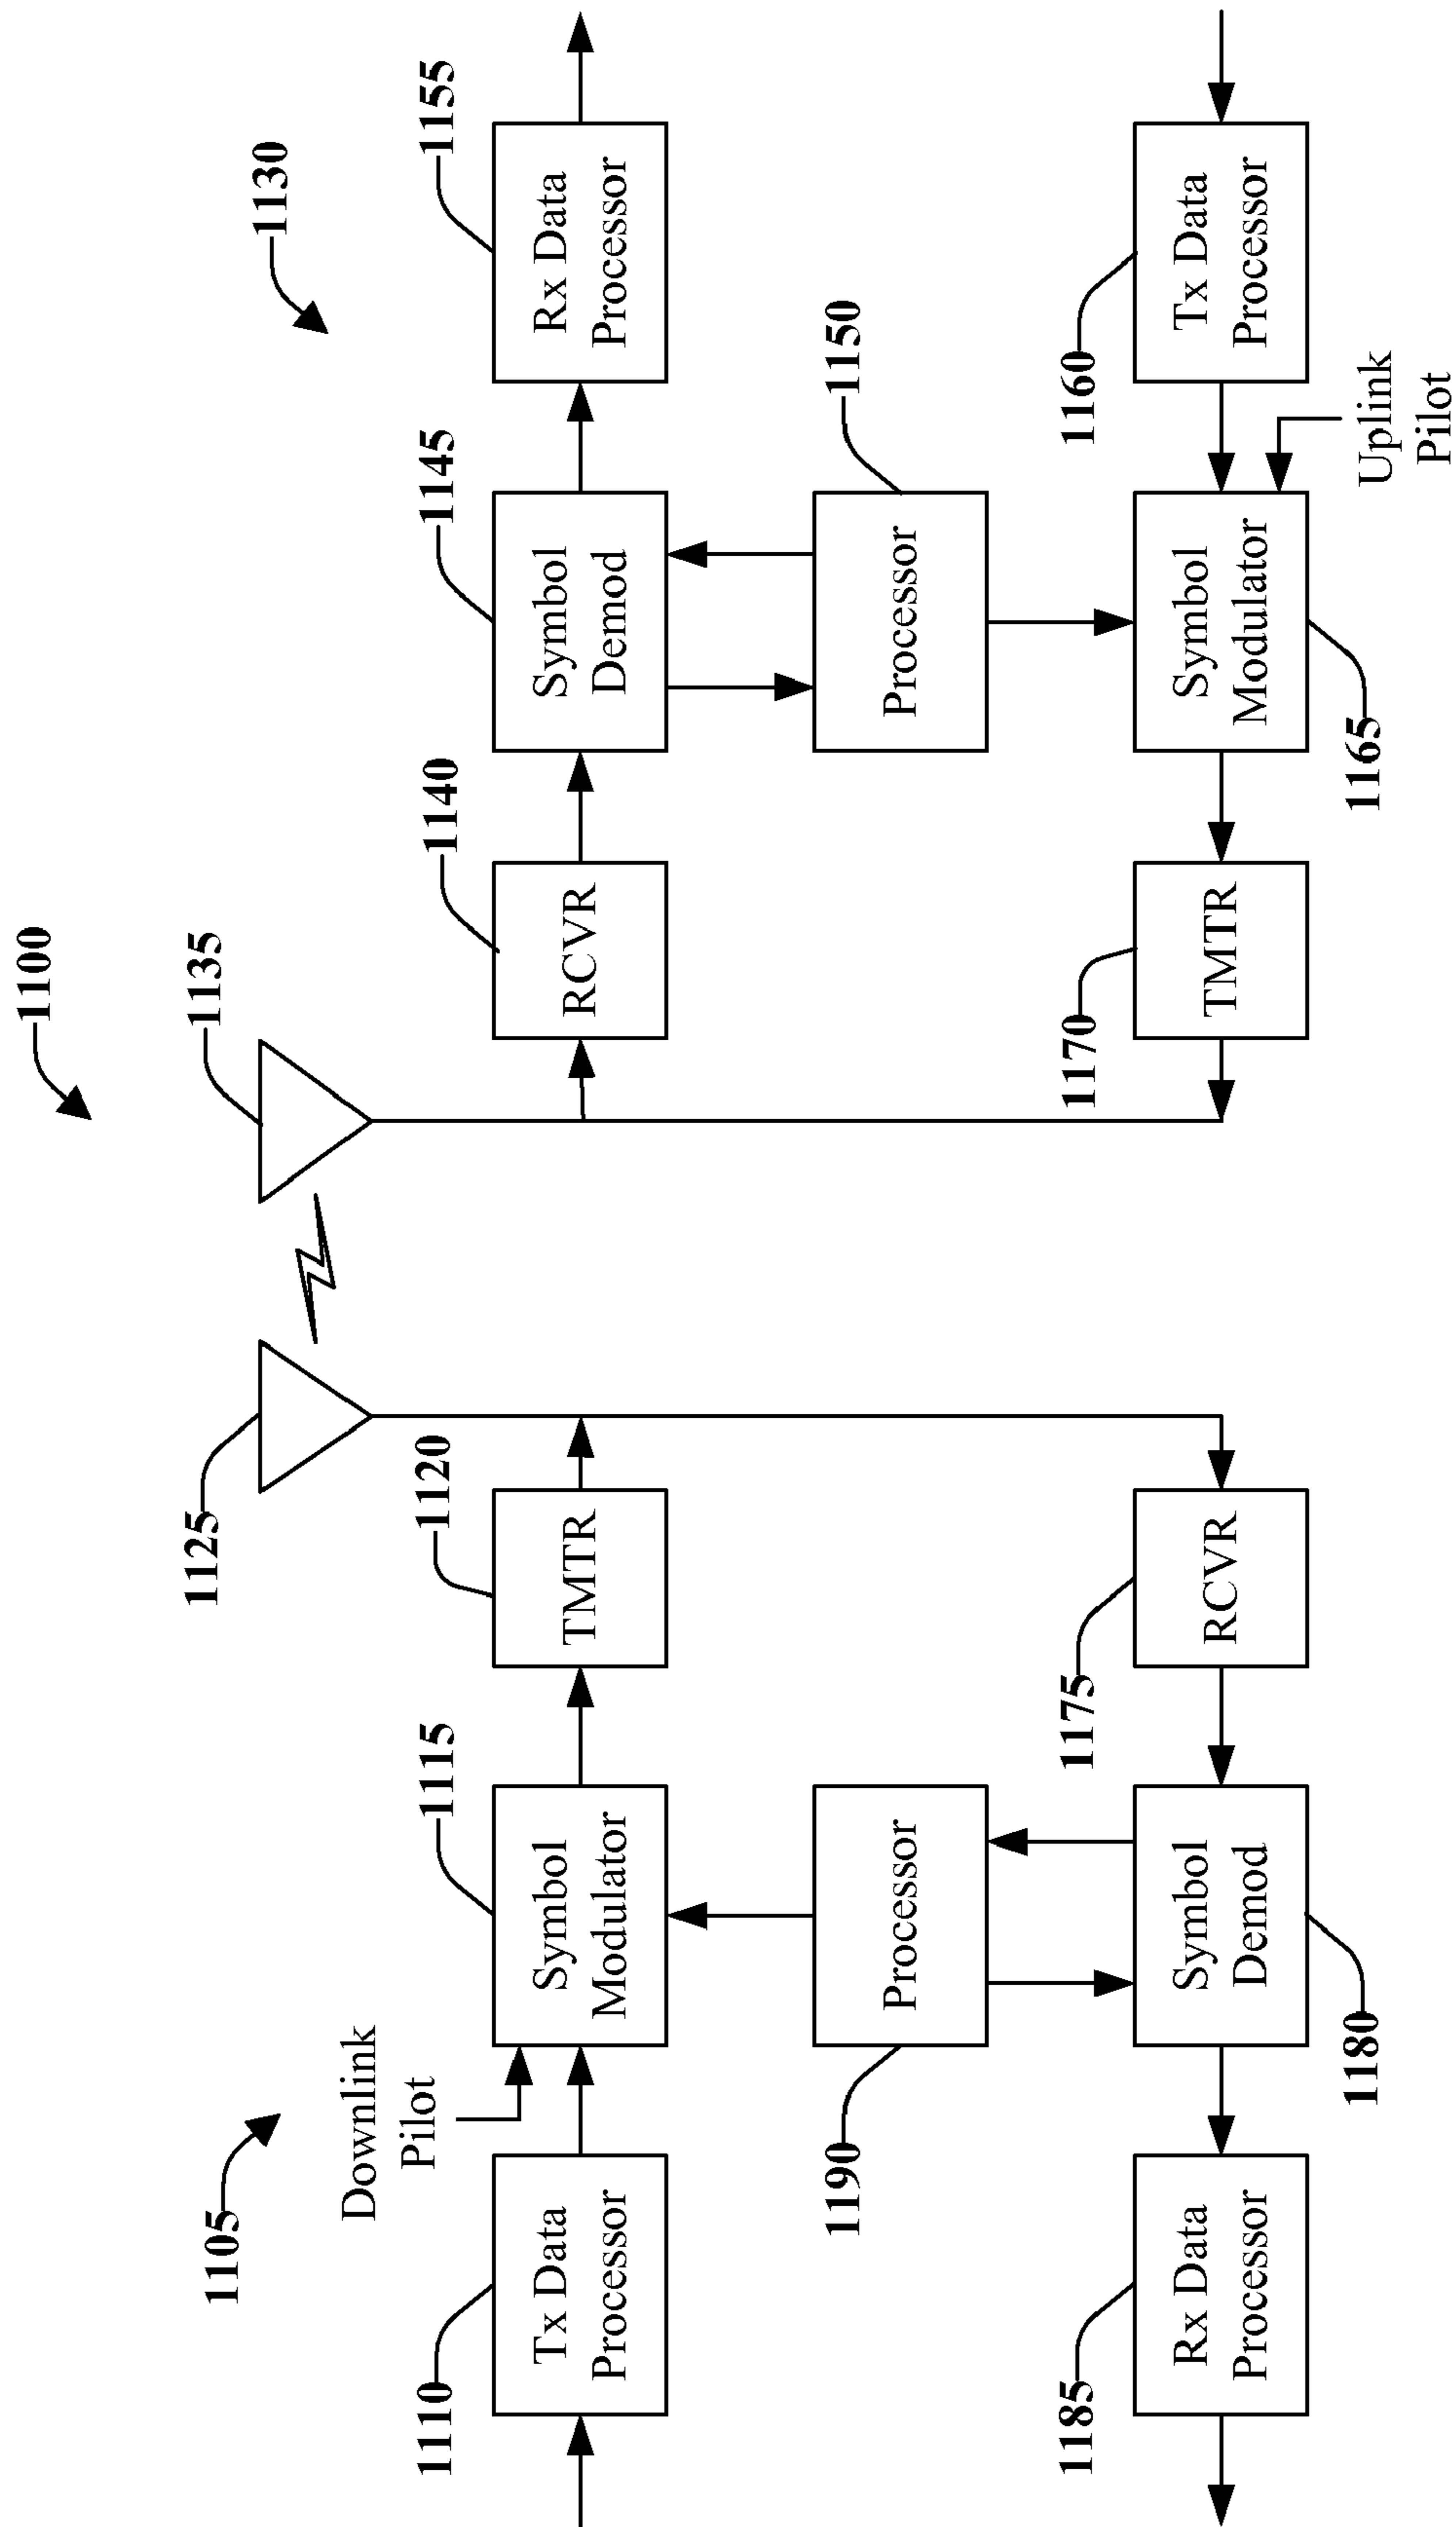 1100
1105
1125
1135
1130
Downlink
Pilot
1110
1115
1120
1140
1145
1155
Tx Data
Processor
Symbol
Modulator
TMTR
RCVR
Symbol
Demod
Rx Data
Processor
1190
Processor
Processor
1150
1185
1175
1170
1160
Rx Data
Processor
Symbol
Demod
RCVR
TMTR
Symbol
Modulator
Tx Data
Processor
1180
1165
Uplink
Pilot